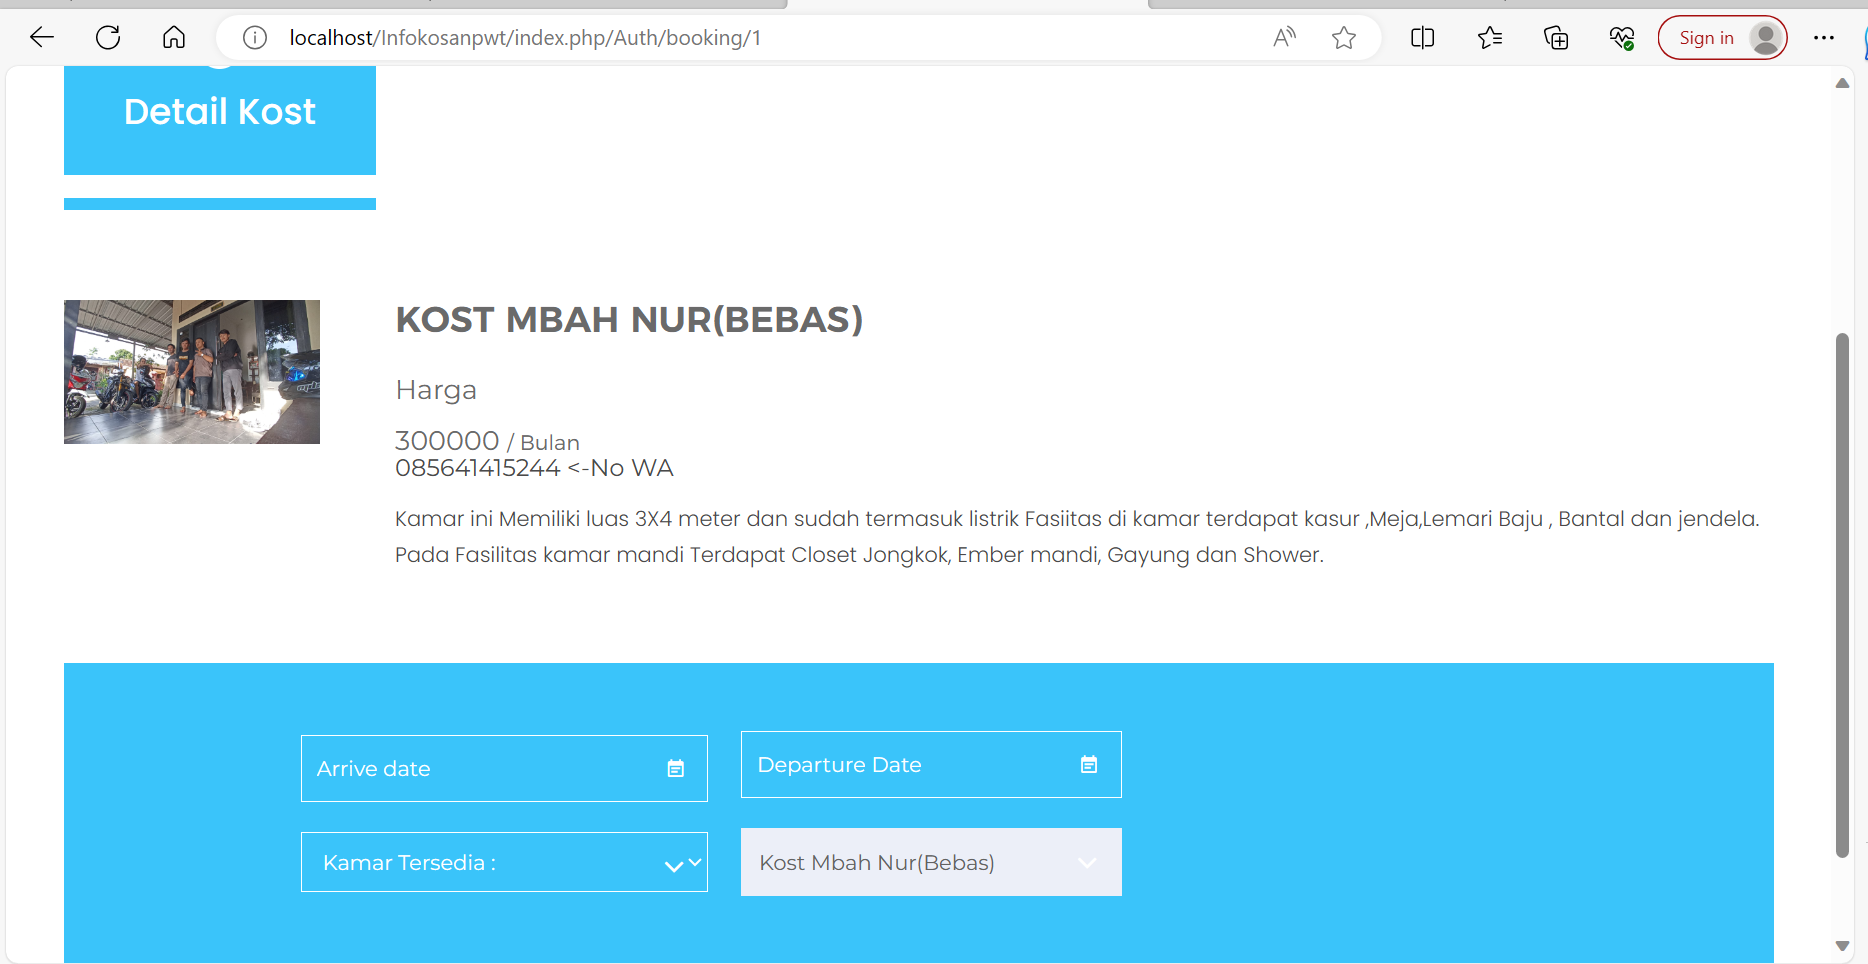 localhost/Infokosanpwt/index.php/Auth/booking/1
Sign in
Detail Kost
KOST MBAH NUR(BEBAS)
Harga
300000 / Bulan
085641415244 <-No WA
Kamar ini Memiliki luas 3X4 meter dan sudah termasuk listrik Fasiitas di kamar terdapat kasur ,Meja,Lemari Baju , Bantal dan jendela.
Pada Fasilitas kamar mandi Terdapat Closet Jongkok, Ember mandi, Gayung dan Shower.
Arrive date
Departure Date
Kamar Tersedia :
Kost Mbah Nur(Bebas)